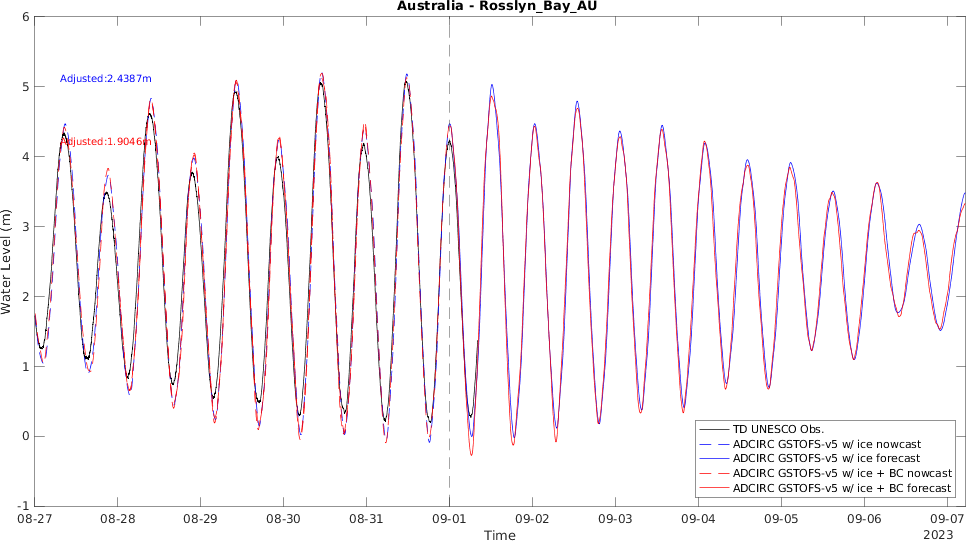 Australia - Rosslyn_Bay_AU
6
5
4
3
2
1
0
-1
Water Level (m)
Adjusted:2.4387m
Adjusted:1.9046m
TD UNESCO Obs.
ADCIRC GSTOFS-v5 w/ ice nowcast
ADCIRC GSTOFS-v5 w/ ice forecast
ADCIRC GSTOFS-v5 w/ ice + BC nowcast
ADCIRC GSTOFS-v5 w/ ice + BC forecast
08-27 08-28 08-29 08-30 08-31 09-01 09-02 09-03 09-04 09-05 09-06 09-07
Time
2023